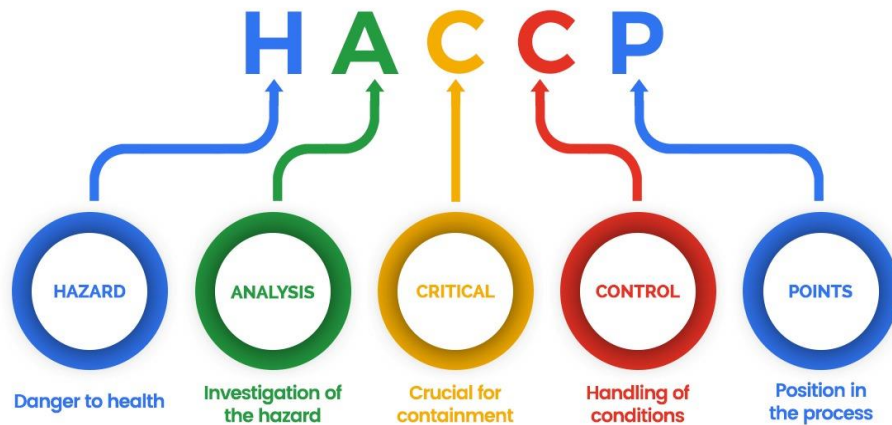 HACCP
HAZARD
ANALYSIS
CRITICAL
CONTROL
POINTS
Danger to health
Investigation of
the hazard
Crucial for
containment
Handling of
conditions
Position in
the process